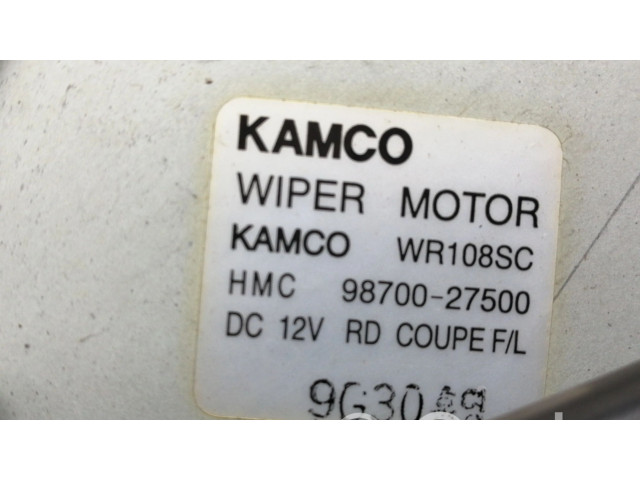 KAMCO
WIPER MOTOR
KAMCO WR108SC
HMC 98700-27500
DC 12V RD COUPE F/L